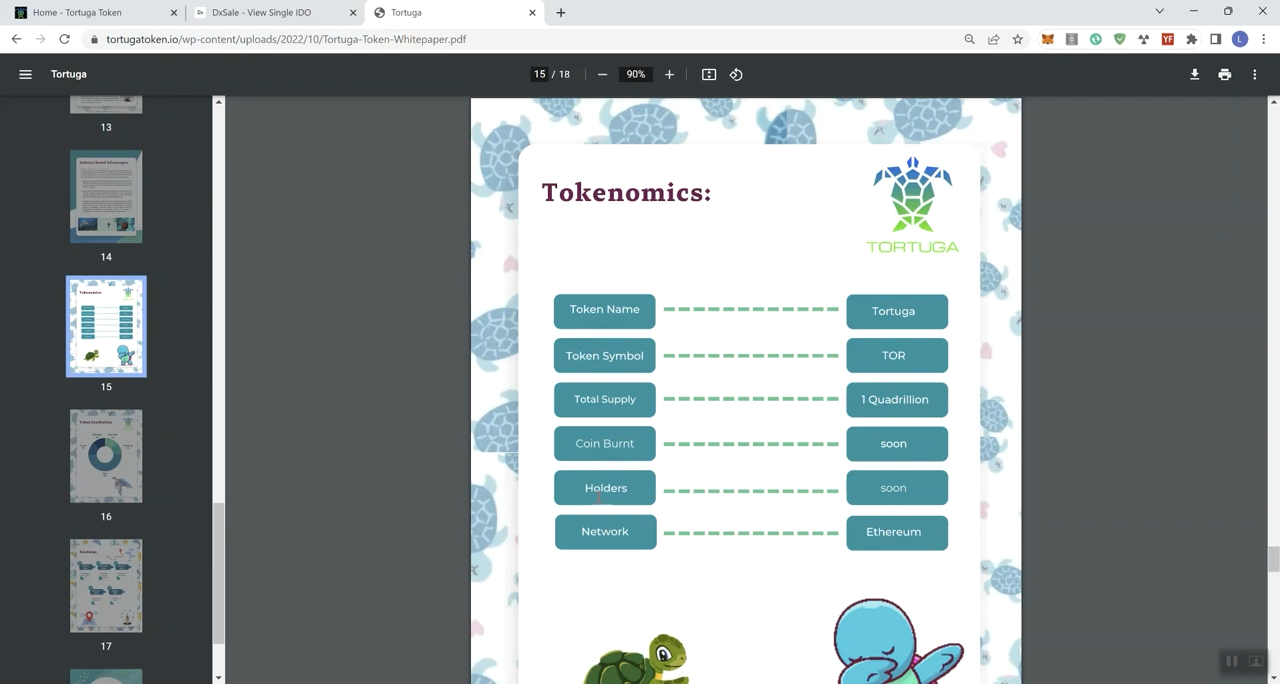 Home - Tortuga Token
DxSale - View Single IDO
Tortuga
tortugatoken.io/wp-content/uploads/2022/10/Tortuga-Token-Whitepaper.pdf
YF
L
Tortuga
15 / 18
90%
13
14
15
16
17
Tokenomics:
TORTUGA
Token Name
Tortuga
Token Symbol
TOR
Total Supply
1 Quadrillion
Coin Burnt
soon
Holders
soon
Network
Ethereum